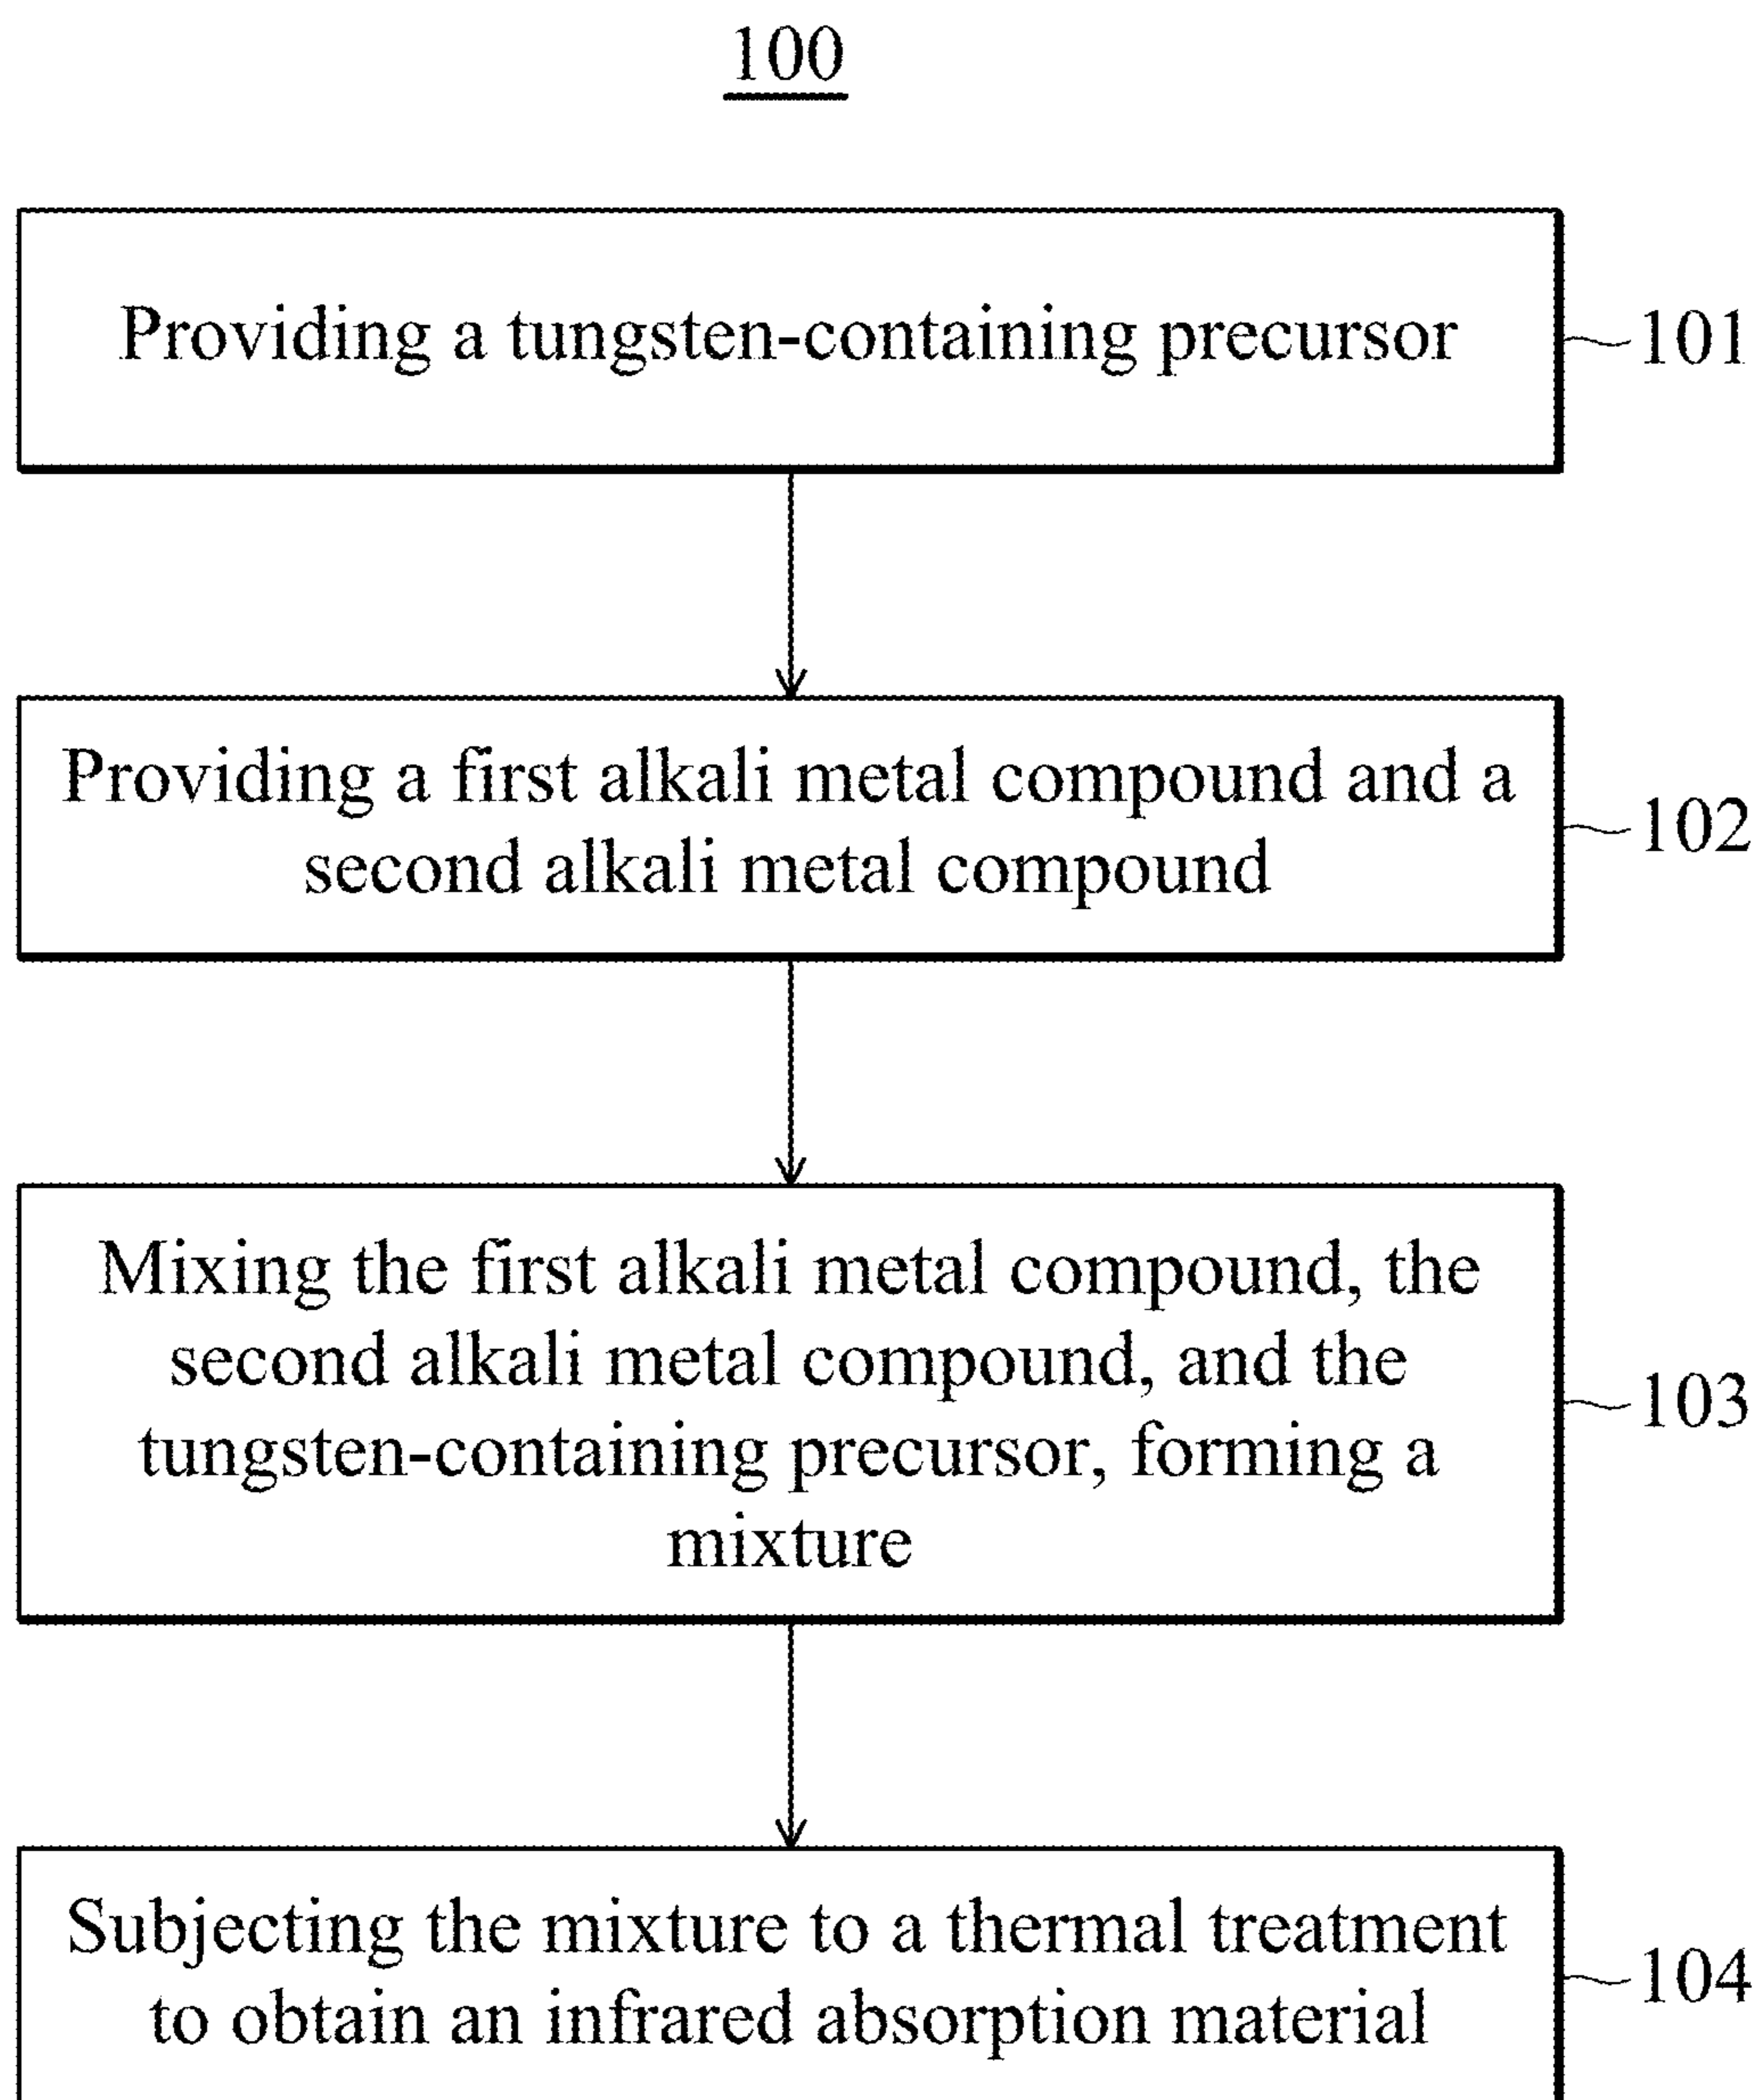 100
Providing a tungsten-containing precursor
101
Providing a first alkali metal compound and a
second alkali metal compound
102
Mixing the first alkali metal compound, the
second alkali metal compound, and the
tungsten-containing precursor, forming a
mixture
103
Subjecting the mixture to a thermal treatment
to obtain an infrared absorption material
104